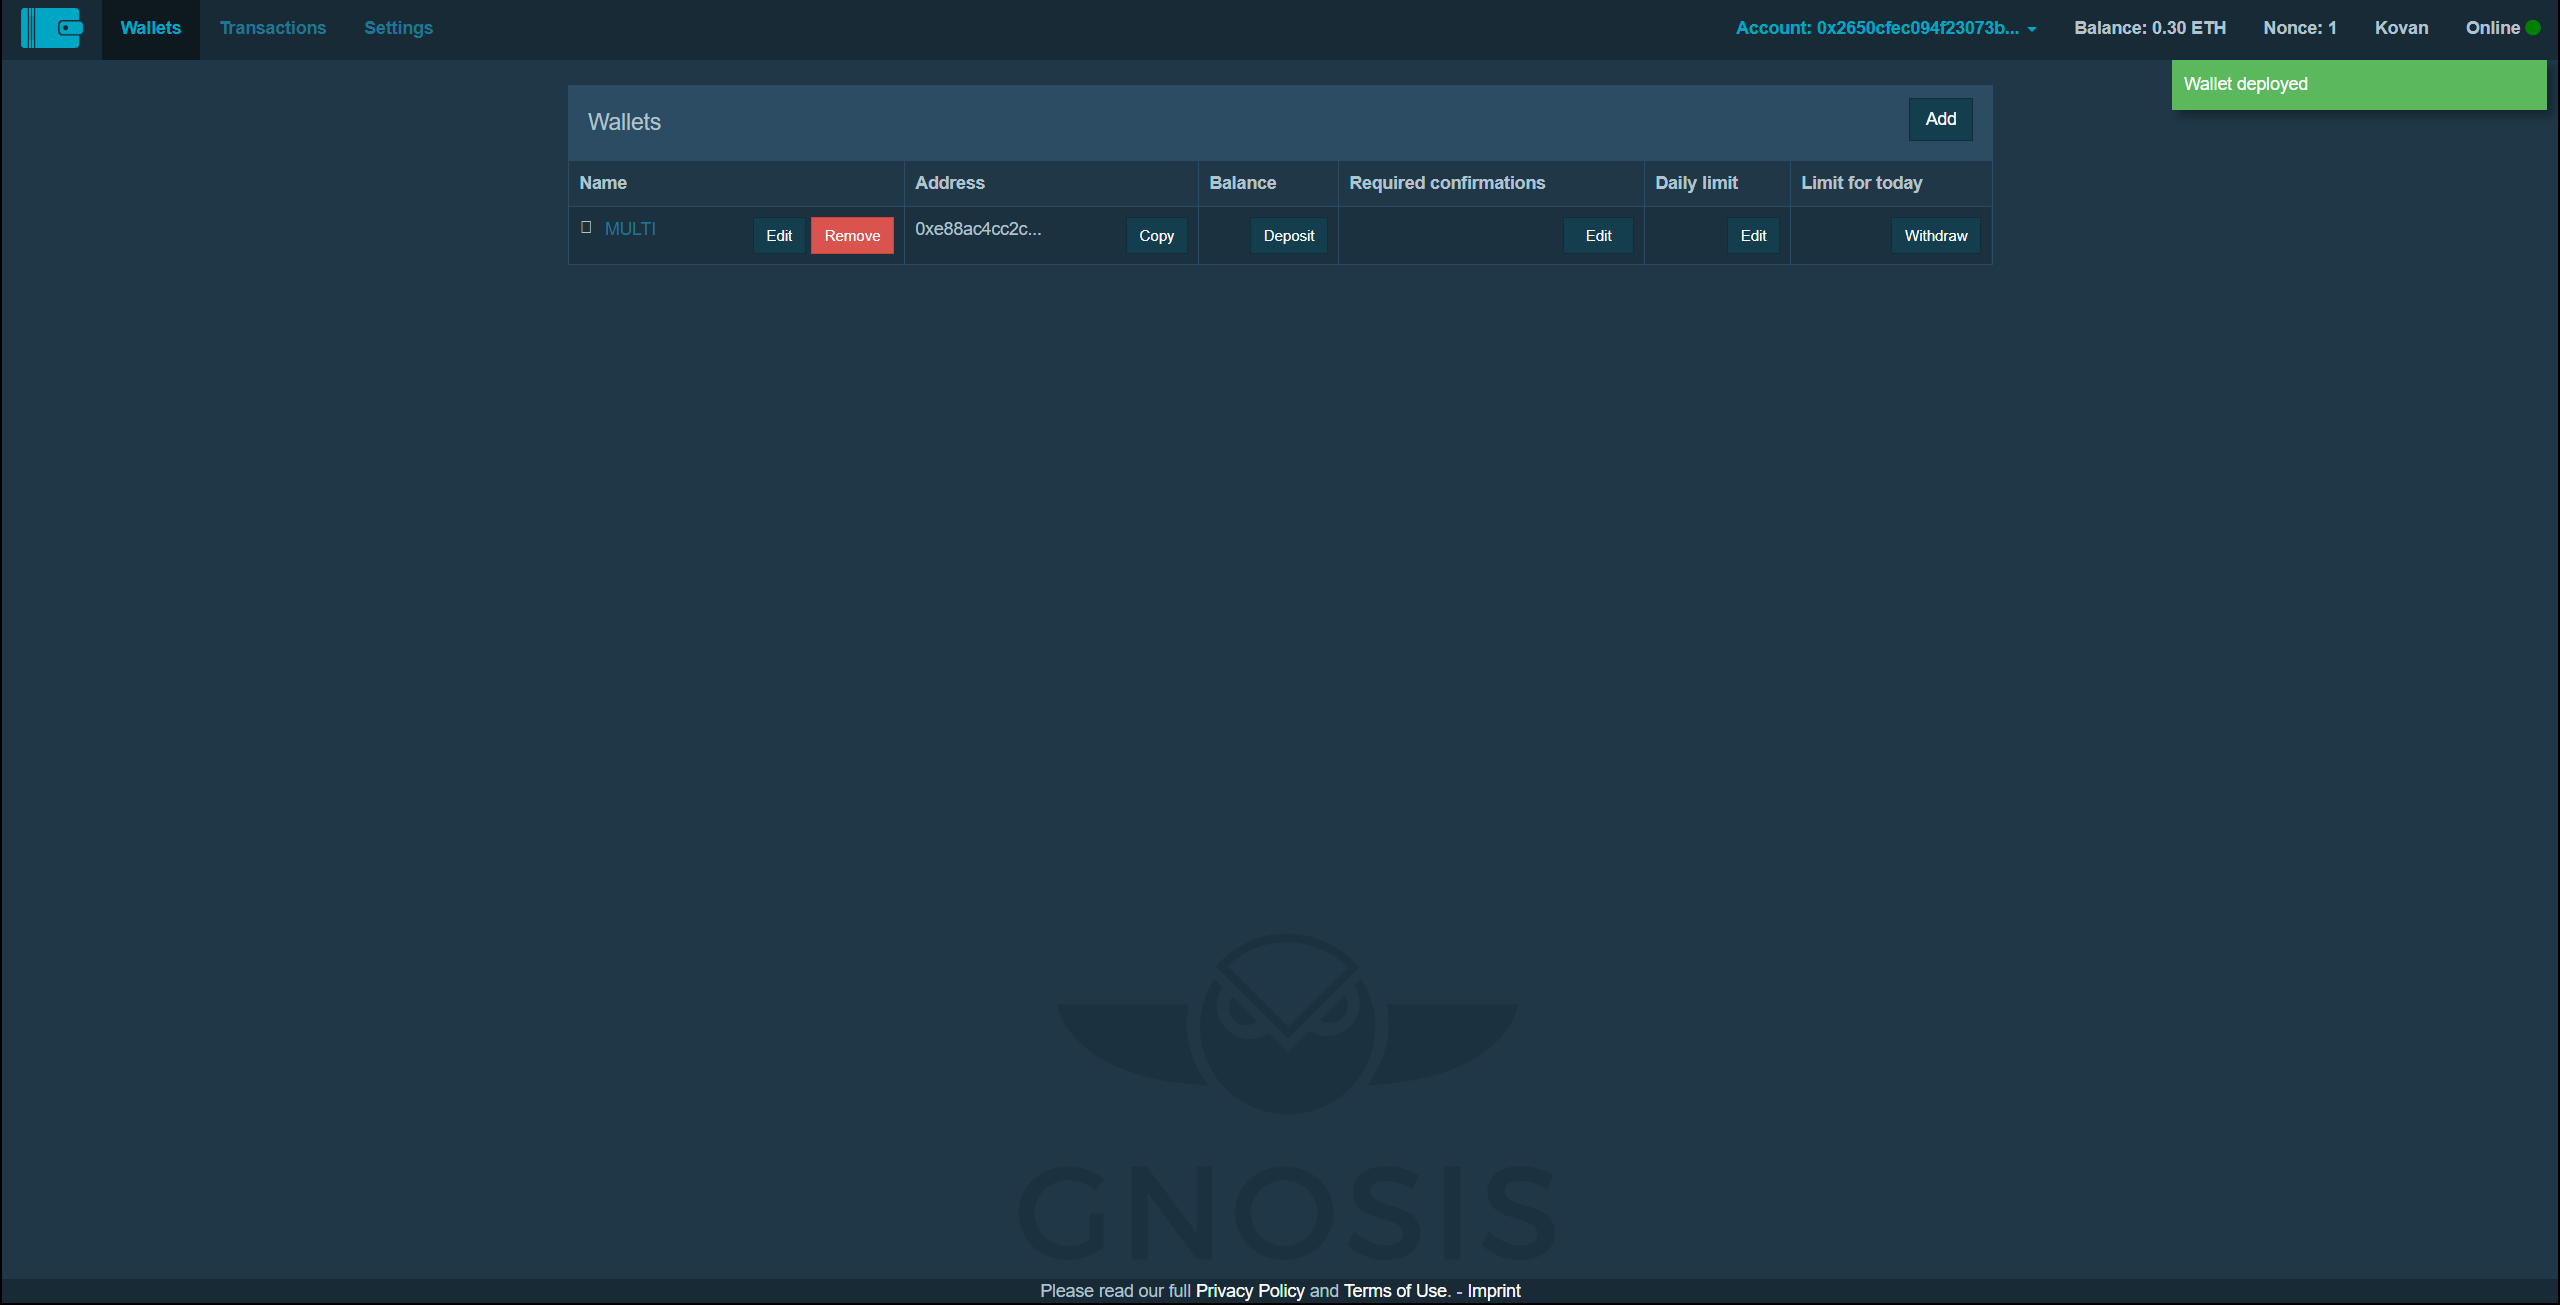 Wallets Transactions Settings Account: 0x2650cfec094f23073b... Balance: 0.30 ETH Nonce: 1 Kovan Online
Wallet deployed
Wallets Add
Name Address Balance Required confirmations Daily limit Limit for today
MULTI Edit Remove 0xe88ac4cc2c... Copy Deposit Edit Edit Withdraw
GNOSIS
Please read our full Privacy Policy and Terms of Use. - Imprint